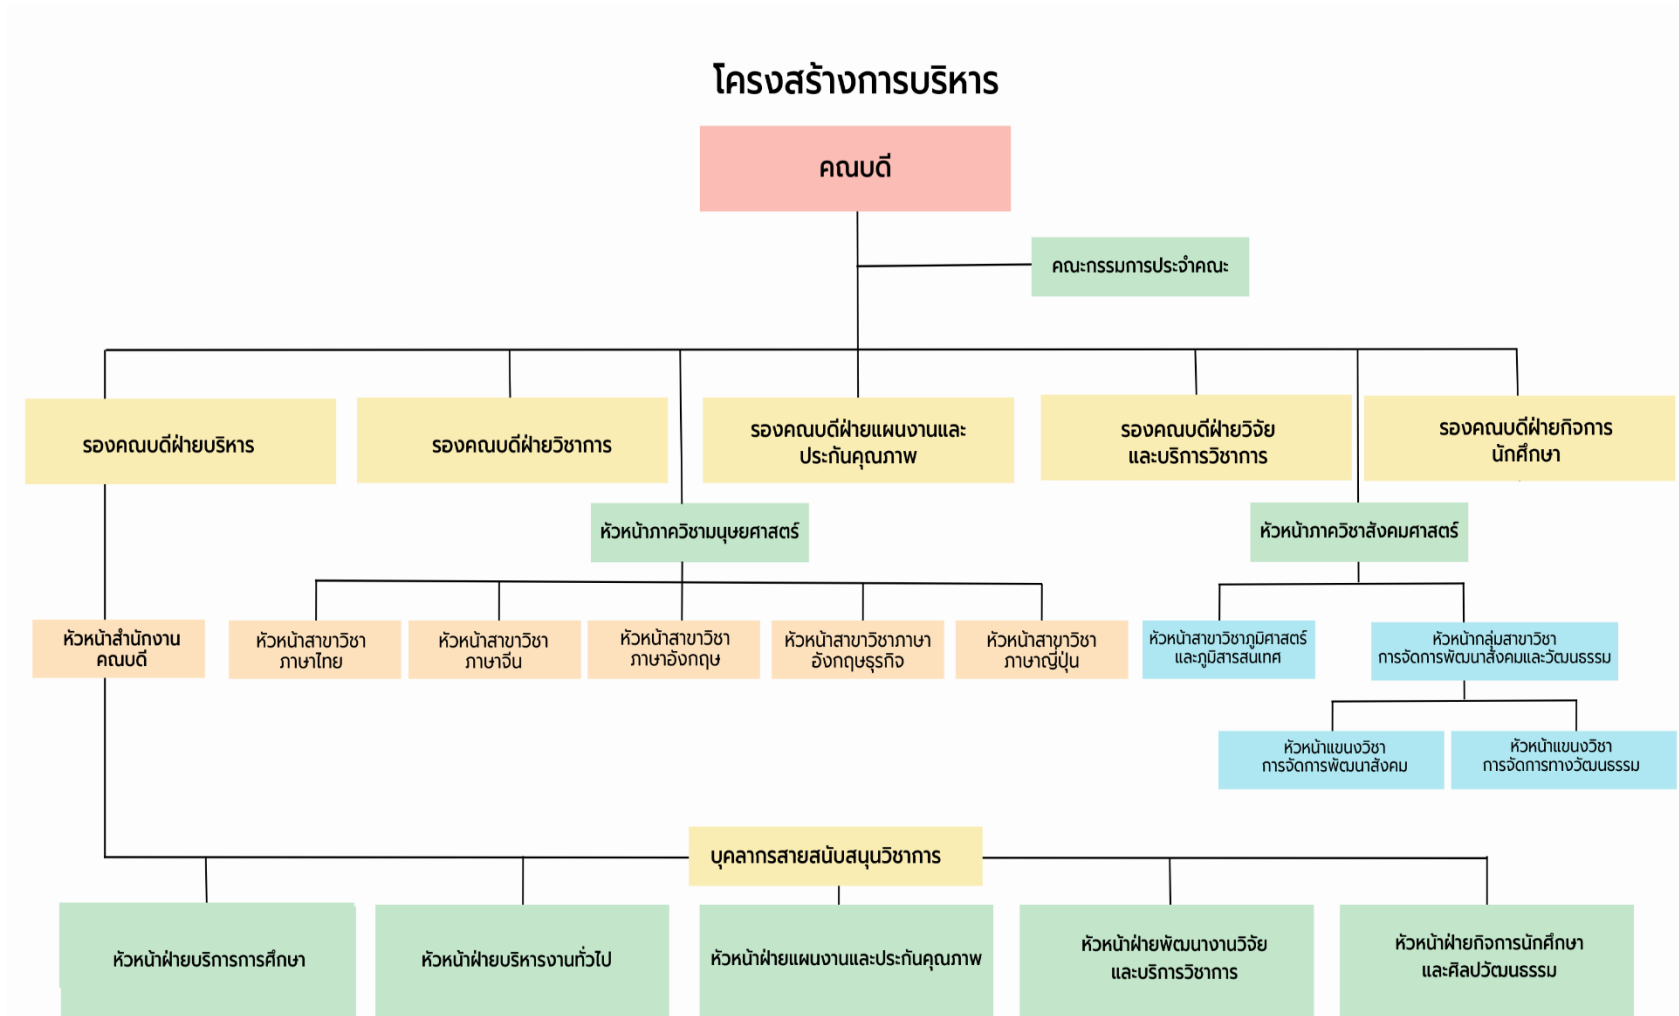 โครงสร้างการบริหาร
คณบดี
คณะกรรมการประจำคณะ
รองคณบดีฝ่ายบริหาร
รองคณบดีฝ่ายวิชาการ
รองคณบดีฝ่ายแผนงานและ
ประกันคุณภาพ
รองคณบดีฝ่ายวิจัย
และบริการวิชาการ
รองคณบดีฝ่ายกิจการ
นักศึกษา
หัวหน้าภาควิชามนุษยศาสตร์
หัวหน้าภาควิชาสังคมศาสตร์
หัวหน้าสำนักงาน
คณบดี
หัวหน้าสาขาวิชา
ภาษาไทย
หัวหน้าสาขาวิชา
ภาษาจีน
หัวหน้าสาขาวิชา
ภาษาอังกฤษ
หัวหน้าสาขาวิชาภาษา
อังกฤษธุรกิจ
หัวหน้าสาขาวิชา
ภาษาญี่ปุ่น
หัวหน้าสาขาวิชาภูมิศาสตร์
และภูมิสารสนเทศ
หัวหน้ากลุ่มสาขาวิชา
การจัดการพัฒนาสังคมและวัฒนธรรม
หัวหน้าแขนงวิชา
การจัดการพัฒนาสังคม
หัวหน้าแขนงวิชา
การจัดการทางวัฒนธรรม
บุคลากรสายสนับสนุนวิชาการ
หัวหน้าฝ่ายบริการการศึกษา
หัวหน้าฝ่ายบริหารงานทั่วไป
หัวหน้าฝ่ายแผนงานและประกันคุณภาพ
หัวหน้าฝ่ายพัฒนางานวิจัย
และบริการวิชาการ
หัวหน้าฝ่ายกิจการนักศึกษา
และศิลปวัฒนธรรม